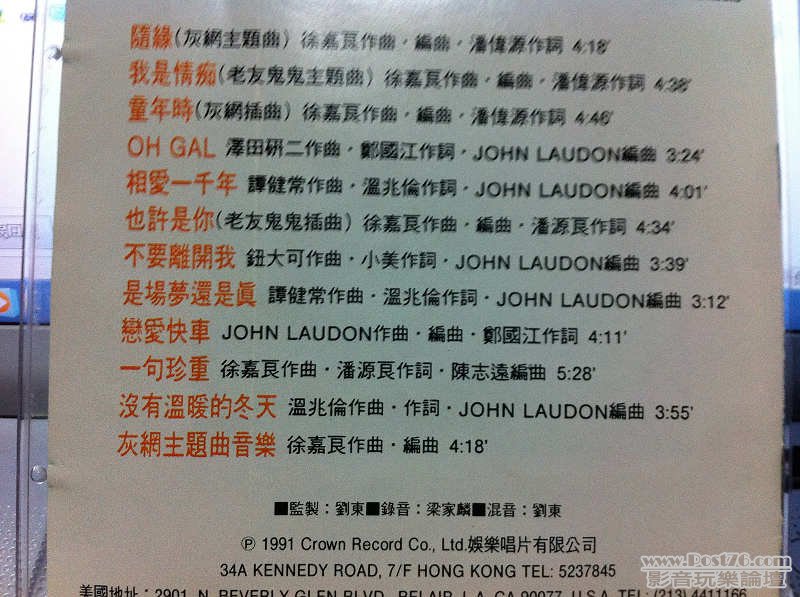 隨緣(灰網主題曲) 徐嘉良作曲・編曲・潘偉源作詞 4:18'
我是情痴(老友鬼鬼主題曲) 徐嘉良作曲・編曲・潘偉源作詞 4:38'
童年時(灰網插曲) 徐嘉良作曲・編曲・潘偉源作詞 4:46'
OH GAL 澤田研二作曲・鄭國江作詞・JOHN LAUDON編曲 3:24'
相愛一千年 譚健常作曲・溫兆倫作詞・JOHN LAUDON編曲 4:01'
也許是你(老友鬼鬼插曲) 徐嘉良作曲・編曲・潘源良作詞 4:34'
不要離開我 鈕大可作曲・小美作詞・JOHN LAUDON編曲 3:39'
是場夢還是眞 譚健常作曲・溫兆倫作詞・JOHN LAUDON編曲 3:12'
戀愛快車 JOHN LAUDON作曲・編曲・鄭國江作詞 4:11'
一句珍重 徐嘉良作曲・潘源良作詞・陳志遠編曲 5:28'
沒有溫暖的冬天 溫兆倫作曲・作詞・JOHN LAUDON編曲 3:55'
灰網主題曲音樂 徐嘉良作曲・編曲 4:18'
■監製：劉東■錄音：梁家麟■混音：劉東
℗ 1991 Crown Record Co., Ltd.娛樂唱片有限公司
34A KENNEDY ROAD, 7/F HONG KONG TEL: 5237845
美國地址：2901, N. BEVERLY GLEN BLVD., BELAIR, L.A. CA 90077, U.S.A. TEL: (213) 4411166
www.Post76.com
影音玩樂論壇